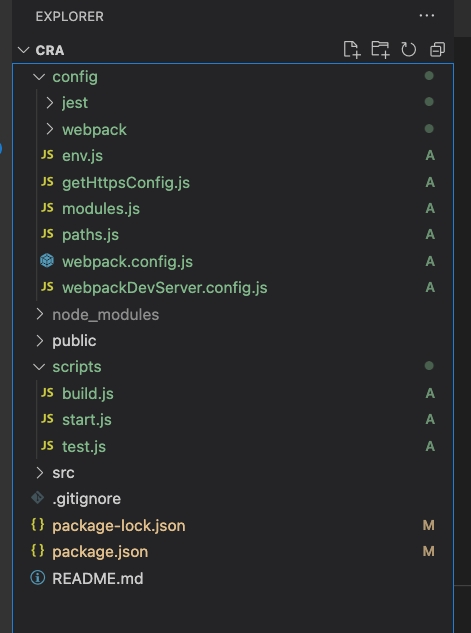 EXPLORER ...
CRA
config
jest
webpack
JS env.js A
JS getHttpsConfig.js A
JS modules.js A
JS paths.js A
webpack.config.js A
JS webpackDevServer.config.js A
node_modules
public
scripts
JS build.js A
JS start.js A
JS test.js A
src
.gitignore
{} package-lock.json M
{} package.json M
README.md